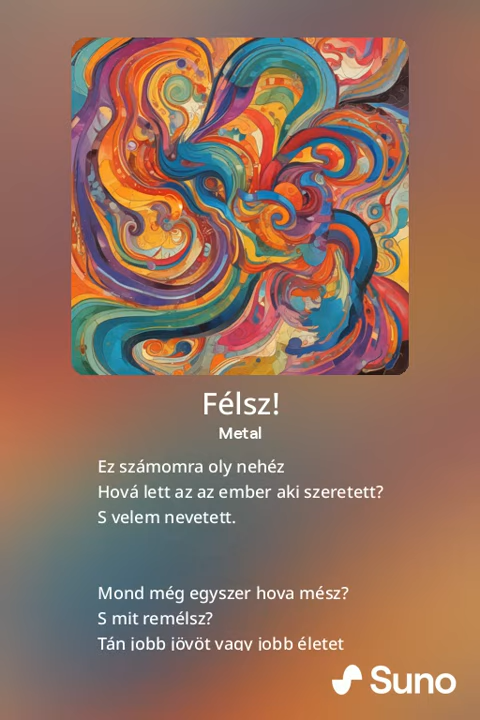 Félsz!
Metal
Ez számomra oly nehéz
Hová lett az az ember aki szeretett?
S velem nevetett.
Mond még egyszer hova mész?
S mit remélsz?
Tán jobb jövöt vagy jobb életet
Suno